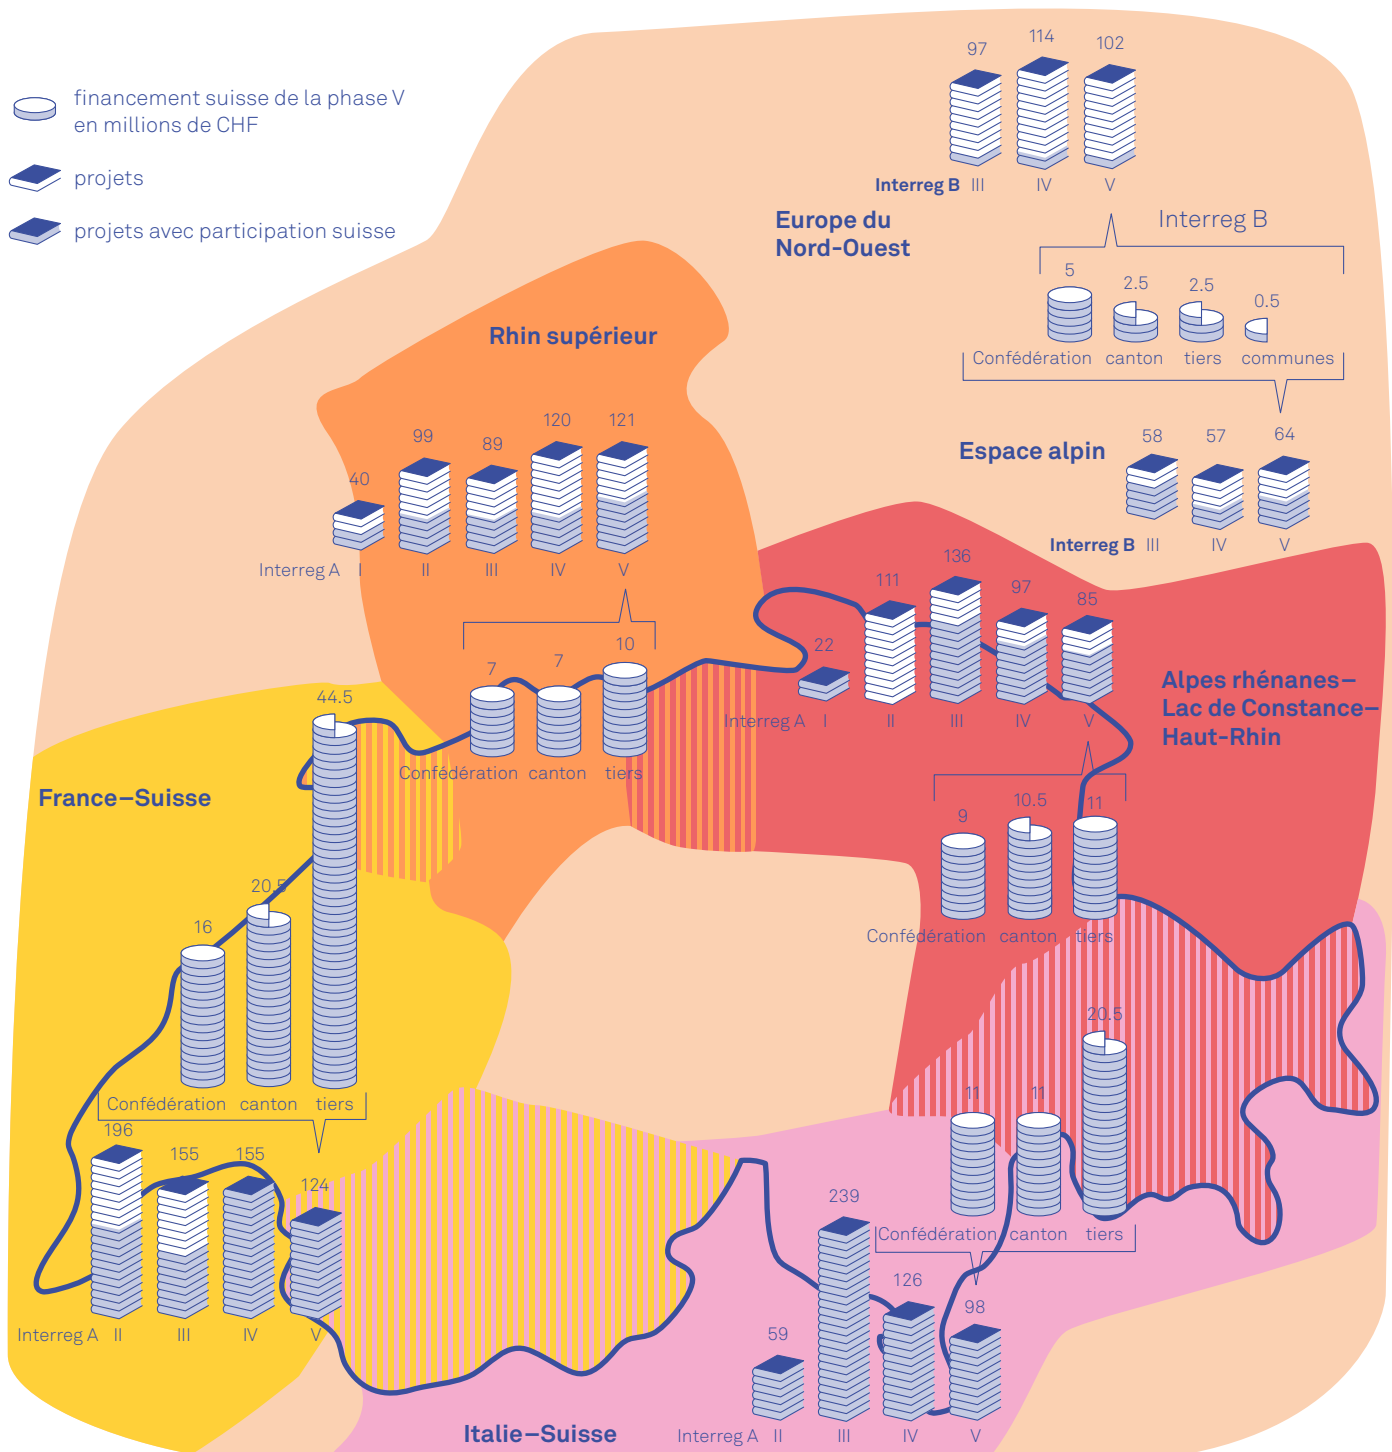 financement suisse de la phase V
en millions de CHF
projets
projets avec participation suisse
97
114
102
Interreg B III IV V
Europe du
Nord-Ouest
Interreg B
5
2.5
2.5
0.5
Confédération canton tiers communes
Espace alpin
58
57
64
Interreg B III IV V
Rhin supérieur
40
99
89
120
121
Interreg A I II III IV V
7
7
10
Confédération canton tiers
22
111
136
97
85
Interreg A I II III IV V
Alpes rhénanes–
Lac de Constance–
Haut-Rhin
9
10.5
11
Confédération canton tiers
France–Suisse
16
20.5
44.5
Confédération canton tiers
196
155
155
124
Interreg A II III IV V
11
11
20.5
Confédération canton tiers
59
239
126
98
Italie–Suisse
Interreg A II III IV V